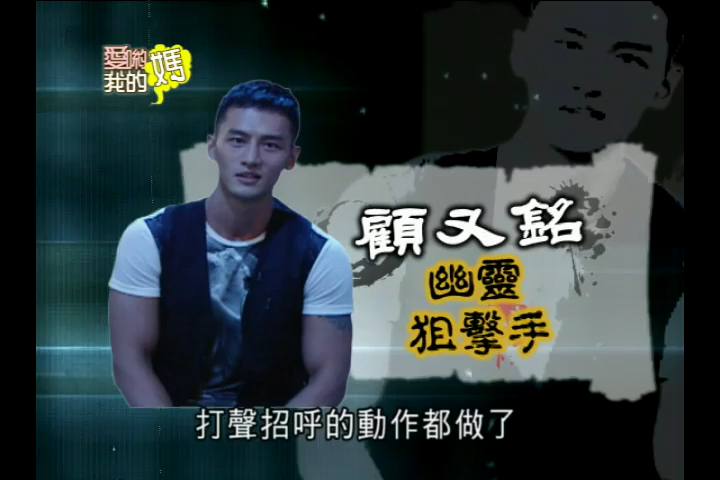 愛喲
我的媽
顧又銘
幽靈
狙擊手
打聲招呼的動作都做了